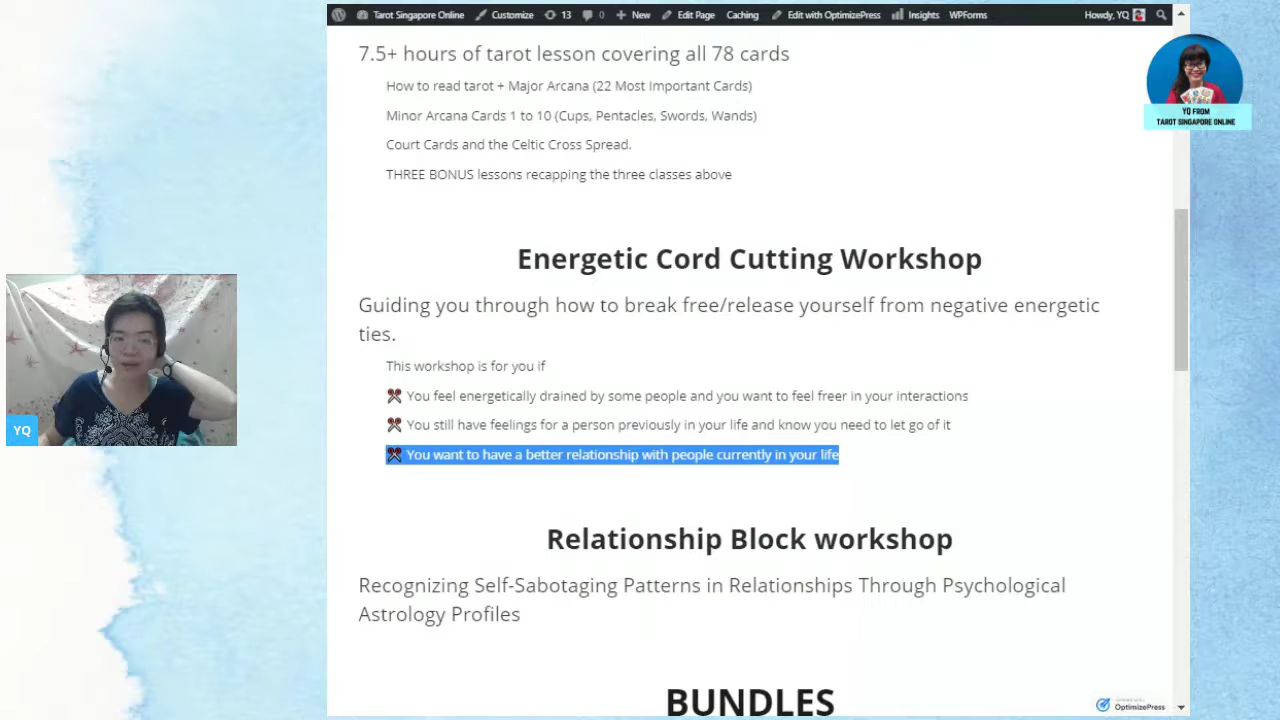 Tarot Singapore Online Customize 13 0 New Edit Page Caching Edit with OptimizePress Insights WPForms Howdy, YQ
7.5+ hours of tarot lesson covering all 78 cards
How to read tarot + Major Arcana (22 Most Important Cards)
Minor Arcana Cards 1 to 10 (Cups, Pentacles, Swords, Wands)
Court Cards and the Celtic Cross Spread.
THREE BONUS lessons recapping the three classes above
YQ FROM
TAROT SINGAPORE ONLINE
Energetic Cord Cutting Workshop
Guiding you through how to break free/release yourself from negative energetic
ties.
This workshop is for you if
You feel energetically drained by some people and you want to feel freer in your interactions
You still have feelings for a person previously in your life and know you need to let go of it
You want to have a better relationship with people currently in your life
YQ
Relationship Block workshop
Recognizing Self-Sabotaging Patterns in Relationships Through Psychological
Astrology Profiles
BUNDLES
OptimizePress